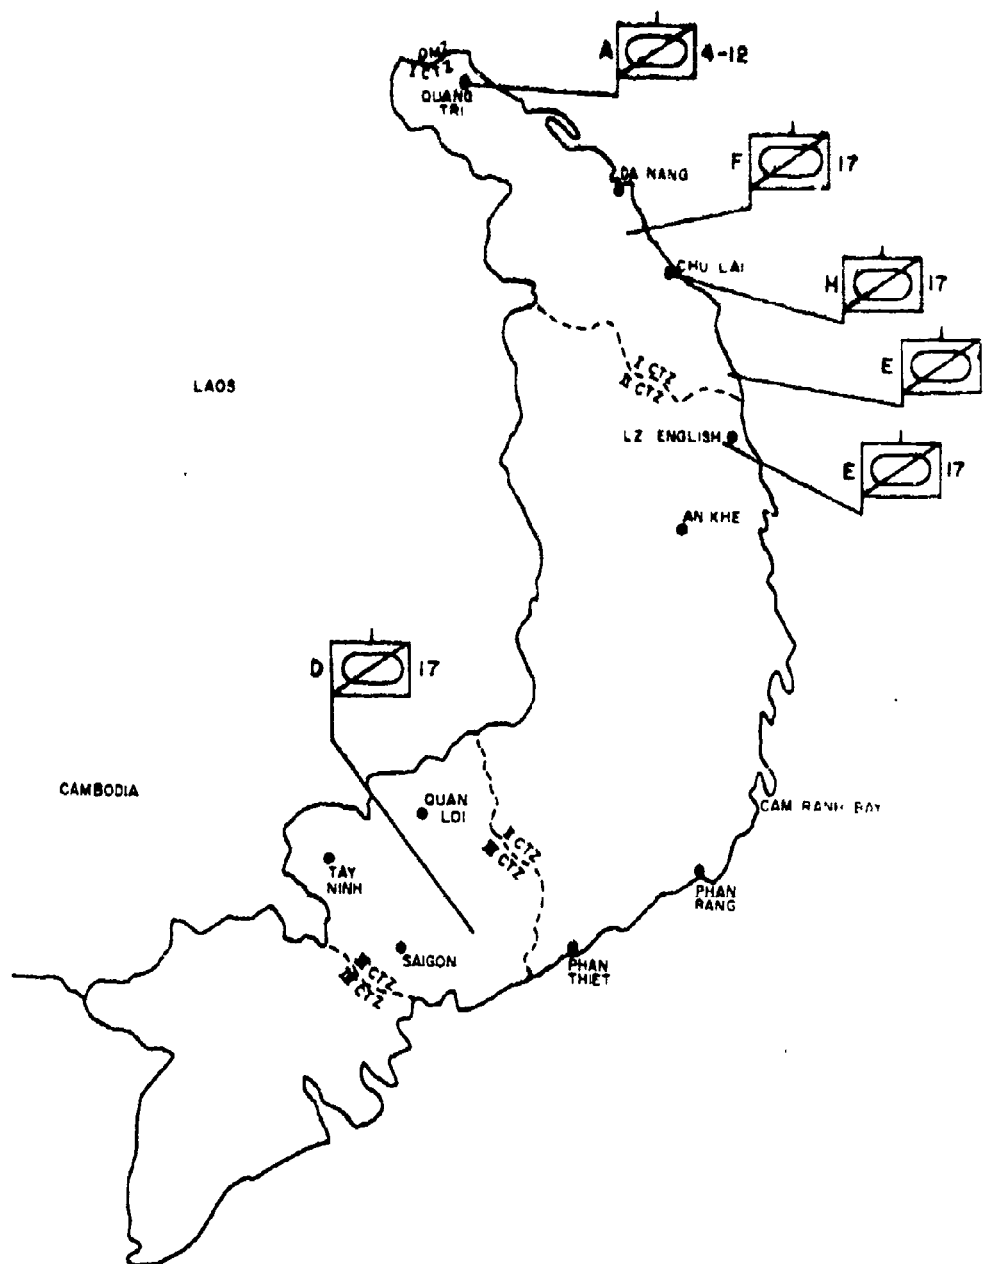 A 4-12
DMZ
I CTZ
QUANG
TRI
F 17
DA NANG
CHU LAI
H 17
I CTZ
II CTZ
E
LAOS
LZ ENGLISH
E 17
AN KHE
D 17
CAMBODIA
QUAN
LOI
CAM RANH BAY
II CTZ
III CTZ
TAY
NINH
PHAN
RANG
SAIGON
PHAN
THIET
III CTZ
IV CTZ